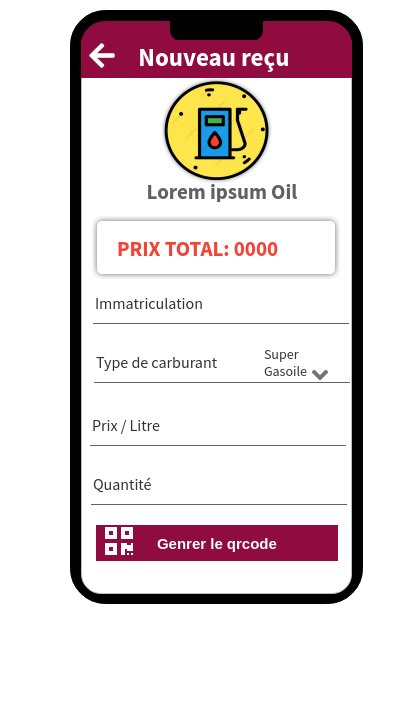 Nouveau reçu
Lorem ipsum Oil
PRIX TOTAL: 0000
Immatriculation
Type de carburant
Super
Gasoile
Prix / Litre
Quantité
Genrer le qrcode